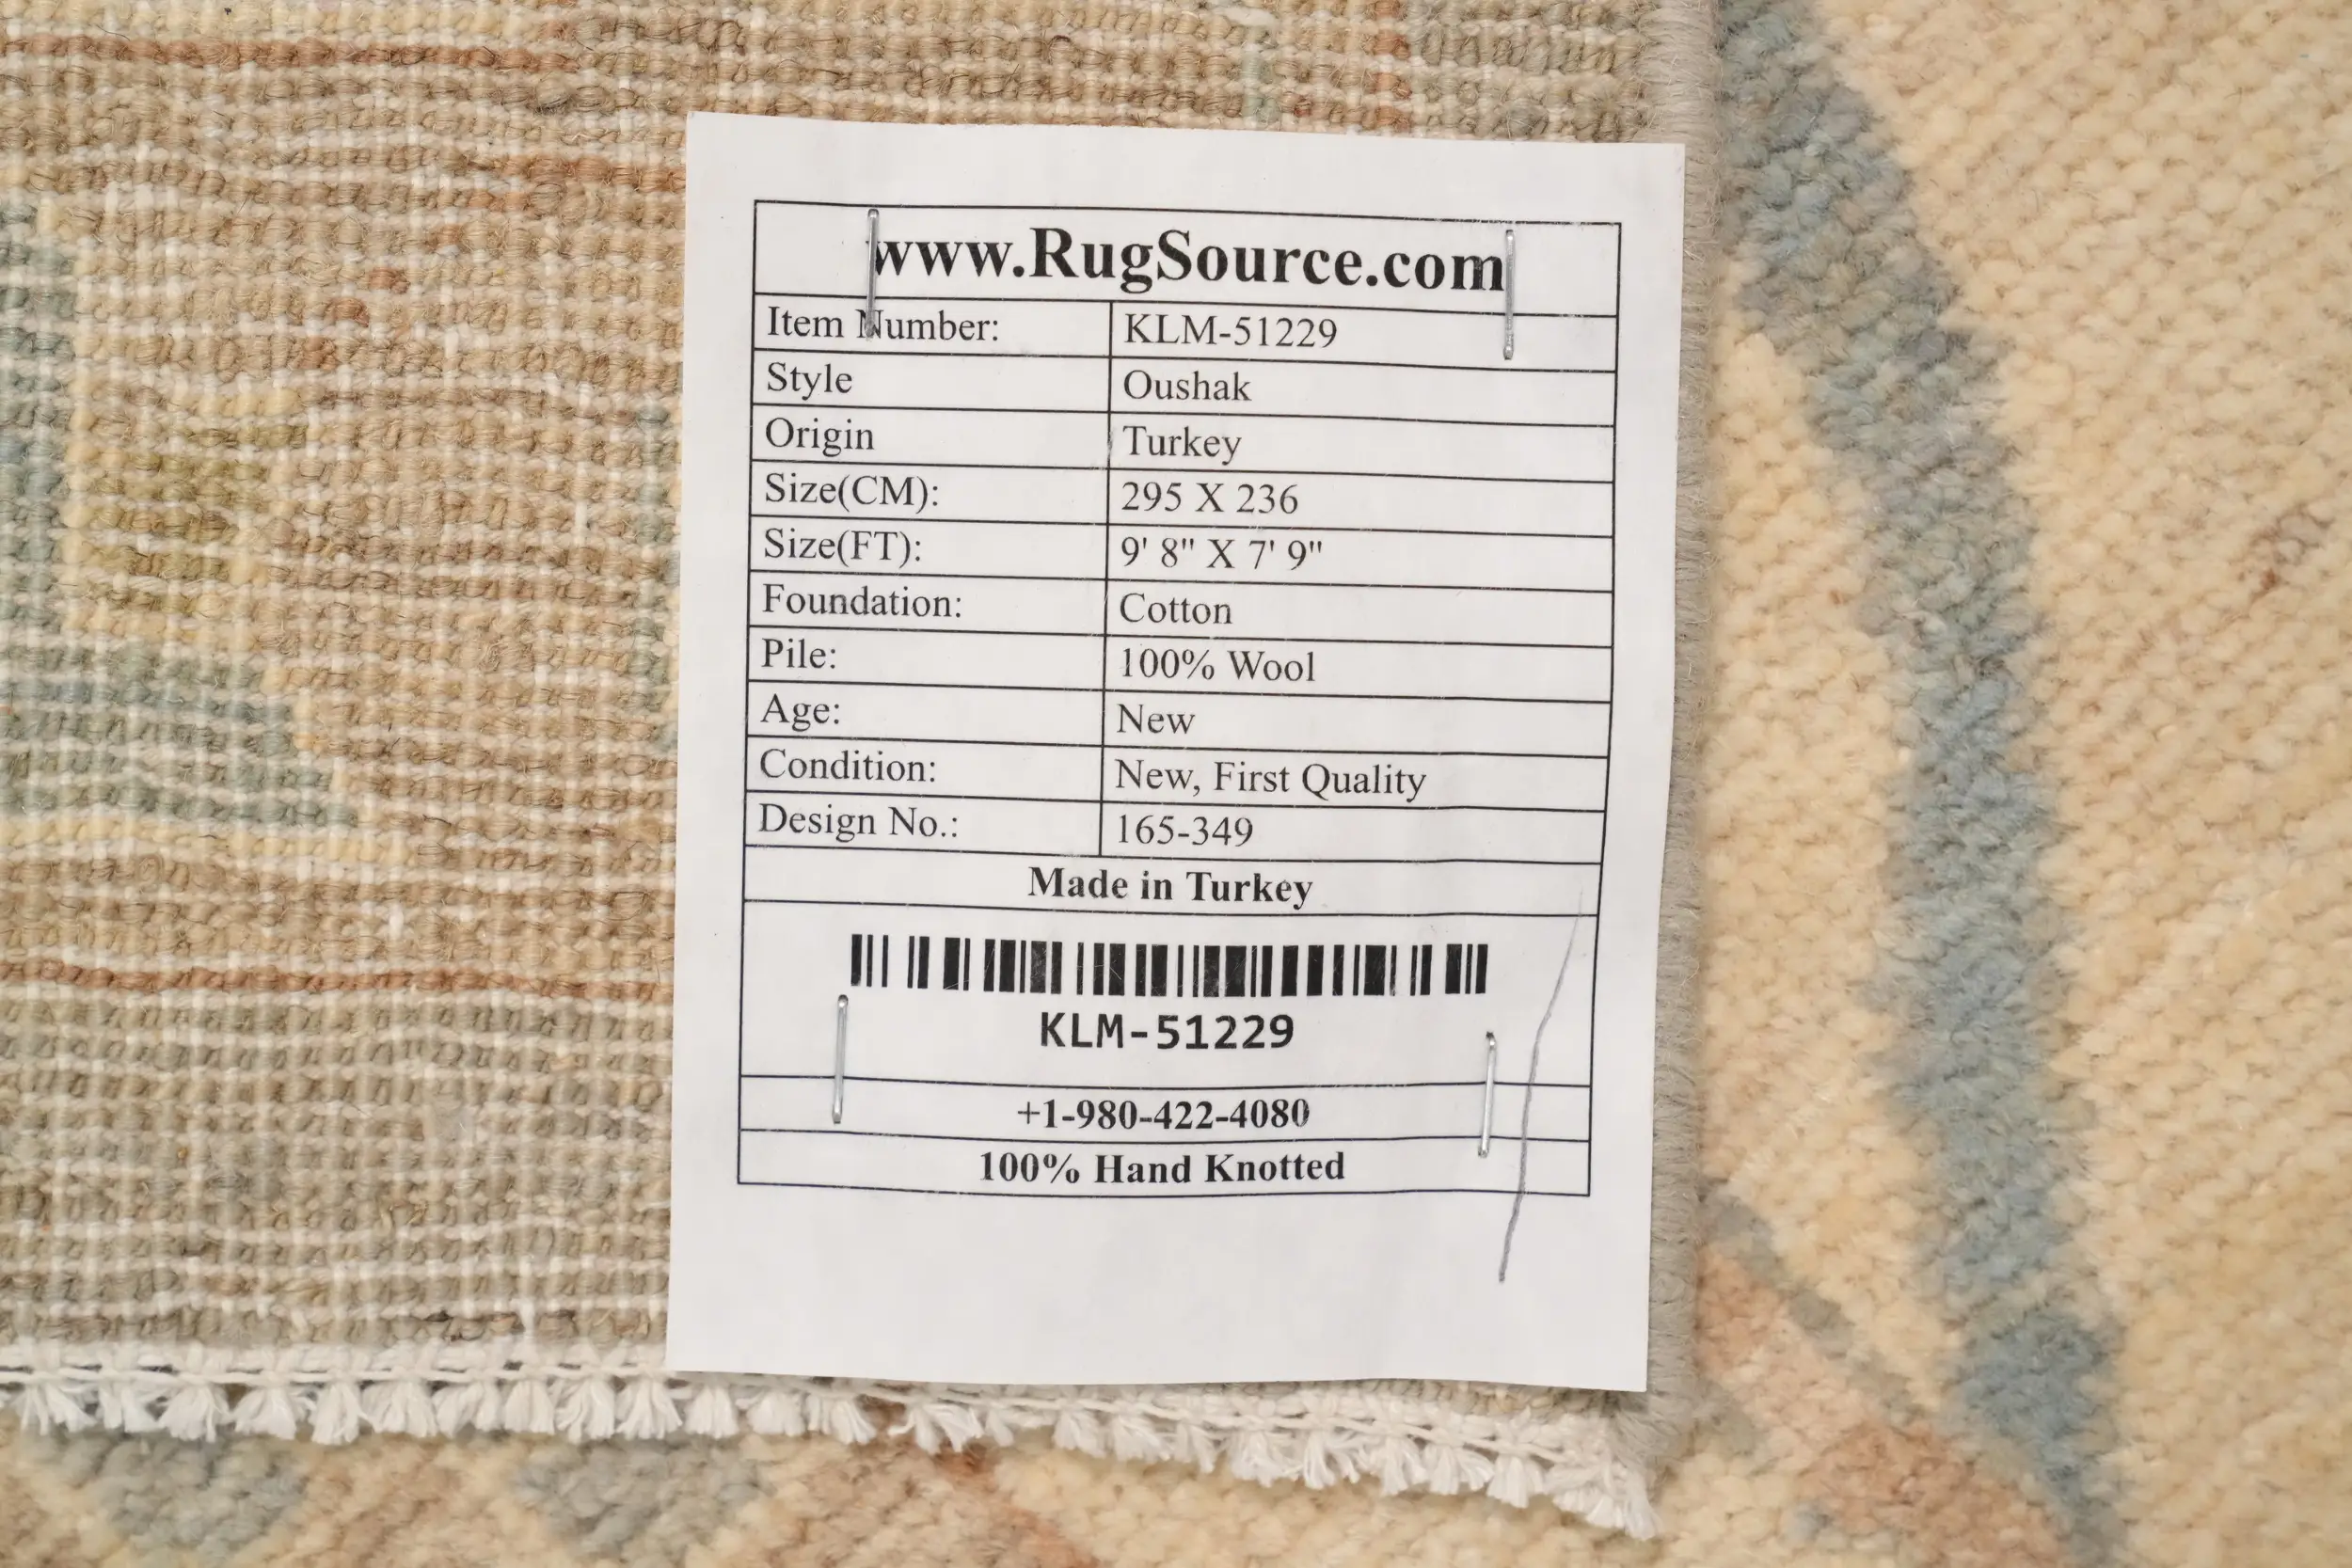 www.RugSource.com
Item Number: KLM-51229
Style Oushak
Origin Turkey
Size(CM): 295 X 236
Size(FT): 9' 8" X 7' 9"
Foundation: Cotton
Pile: 100% Wool
Age: New
Condition: New, First Quality
Design No.: 165-349
Made in Turkey
KLM-51229
+1-980-422-4080
100% Hand Knotted